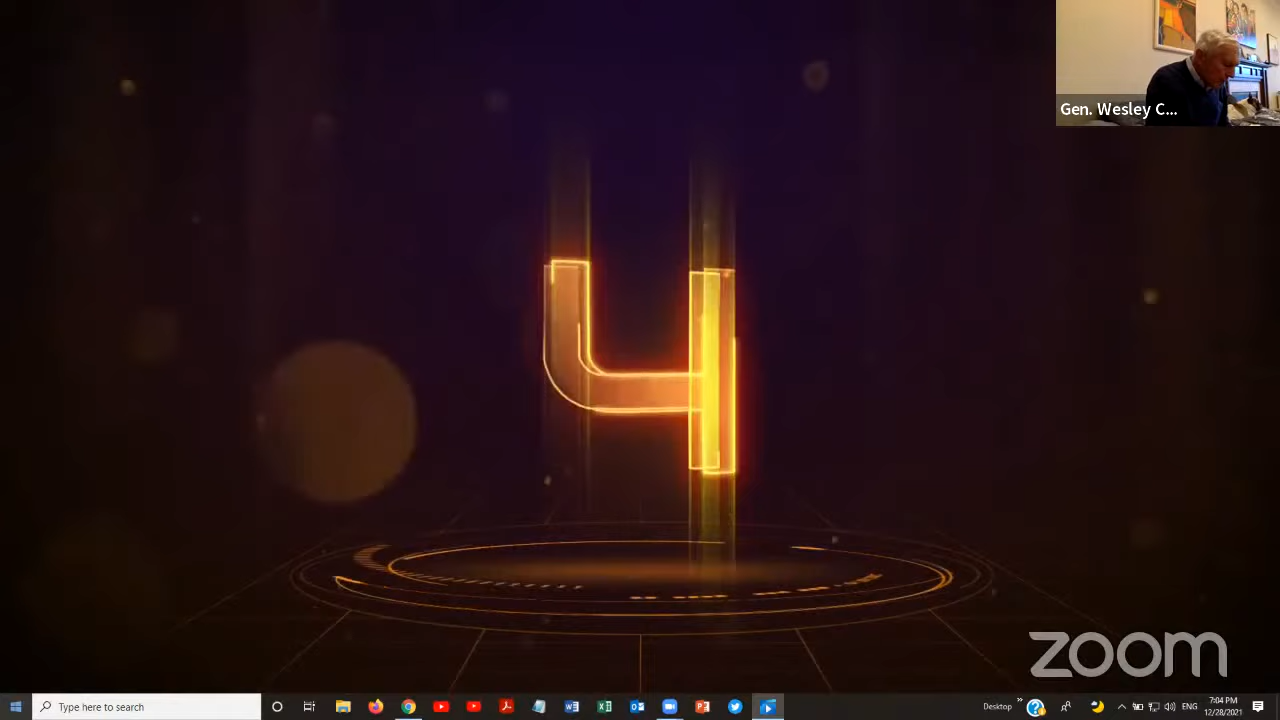 Gen. Wesley C...
4
zoom
Type here to search
Desktop
ENG
7:04 PM
12/28/2021